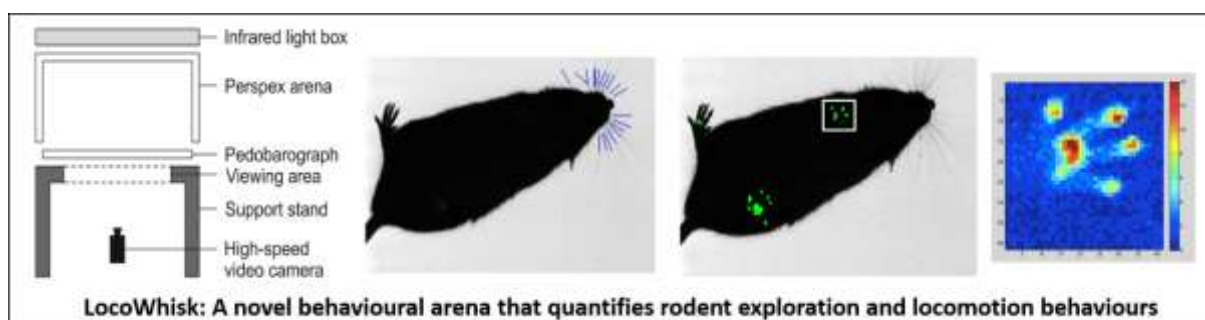 Infrared light box
Perspex arena
Pedobarograph
Viewing area
Support stand
High-speed
video camera
LocoWhisk: A novel behavioural arena that quantifies rodent exploration and locomotion behaviours